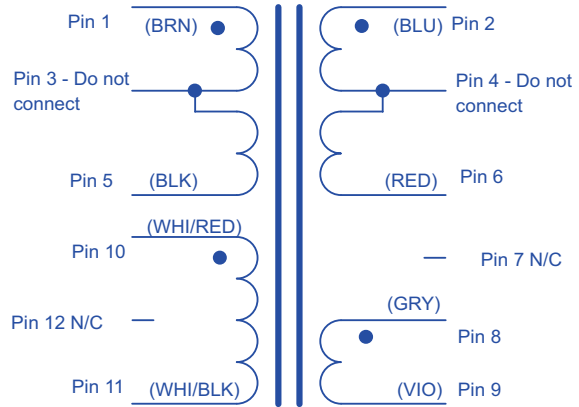 Pin 1
(BRN)
(BLU)
Pin 2
Pin 3 - Do not
connect
Pin 4 - Do not
connect
Pin 5
(BLK)
(RED)
Pin 6
(WHI/RED)
Pin 10
Pin 7 N/C
(GRY)
Pin 12 N/C
Pin 8
Pin 11
(WHI/BLK)
(VIO)
Pin 9